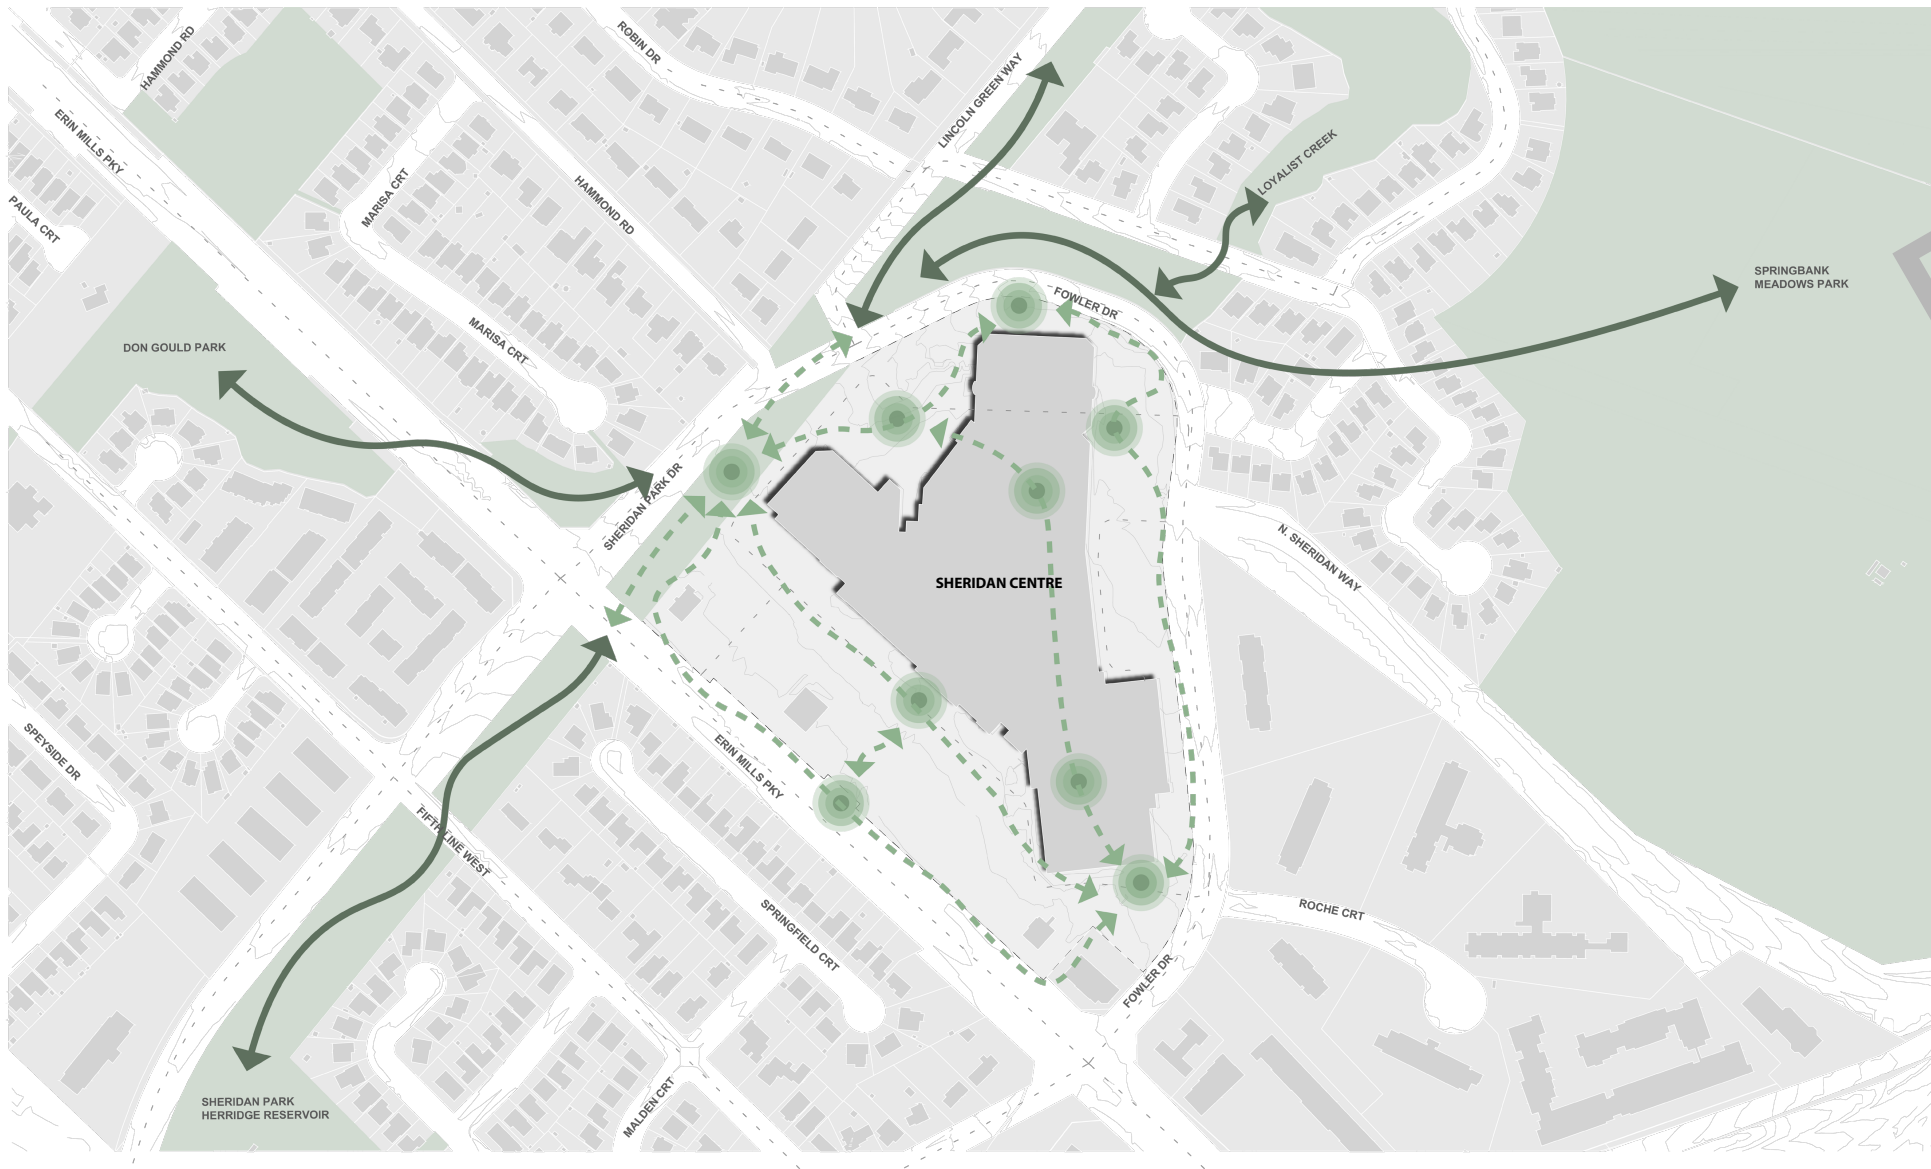 HAMMOND RD
ROBIN DR
LINCOLN GREEN WAY
ERIN MILLS PKY
LOYALIST CREEK
MARISA CRT
HAMMOND RD
PAULA CRT
SPRINGBANK
MEADOWS PARK
FOWLER DR
MARISA CRT
DON GOULD PARK
SHERIDAN PARK DR
N. SHERIDAN WAY
SHERIDAN CENTRE
SPEYSIDE DR
ERIN MILLS PKY
FIFTH LINE WEST
SPRINGFIELD CRT
ROCHE CRT
FOWLER DR
SHERIDAN PARK
HERRIDGE RESERVOIR
MALDEN CRT